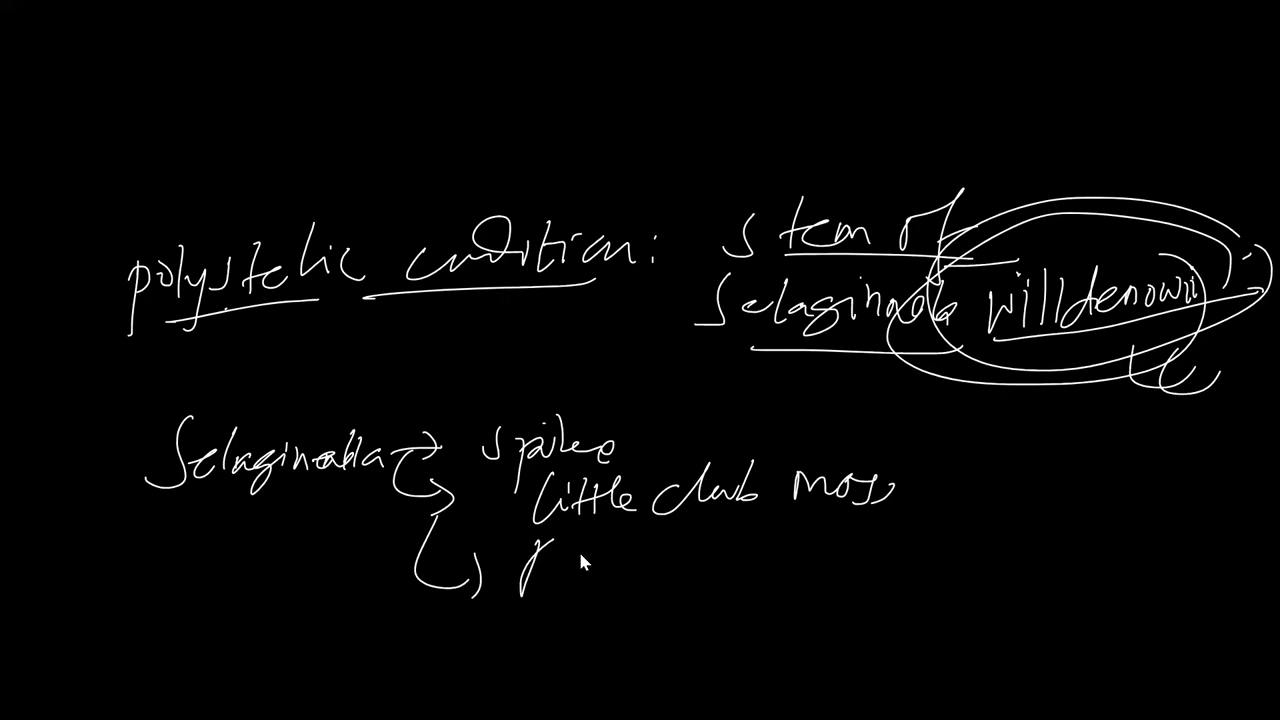 polystelic condition: stem of
Selaginella willdenowii
Selaginella spike
little club moss